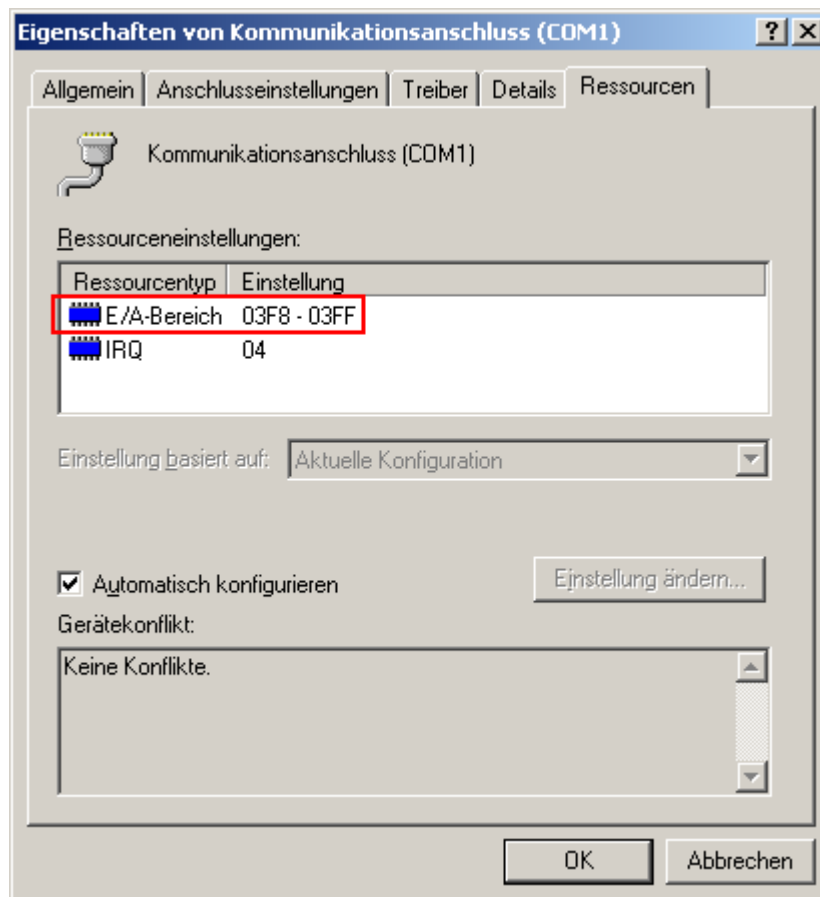 Eigenschaften von Kommunikationsanschluss (COM1)
Allgemein Anschlusseinstellungen Treiber Details Ressourcen
Kommunikationsanschluss (COM1)
Ressourceneinstellungen:
Ressourcentyp Einstellung
E/A-Bereich 03F8 - 03FF
IRQ 04
Einstellung basiert auf: Aktuelle Konfiguration
Automatisch konfigurieren Einstellung ändern...
Gerätekonflikt:
Keine Konflikte.
OK Abbrechen